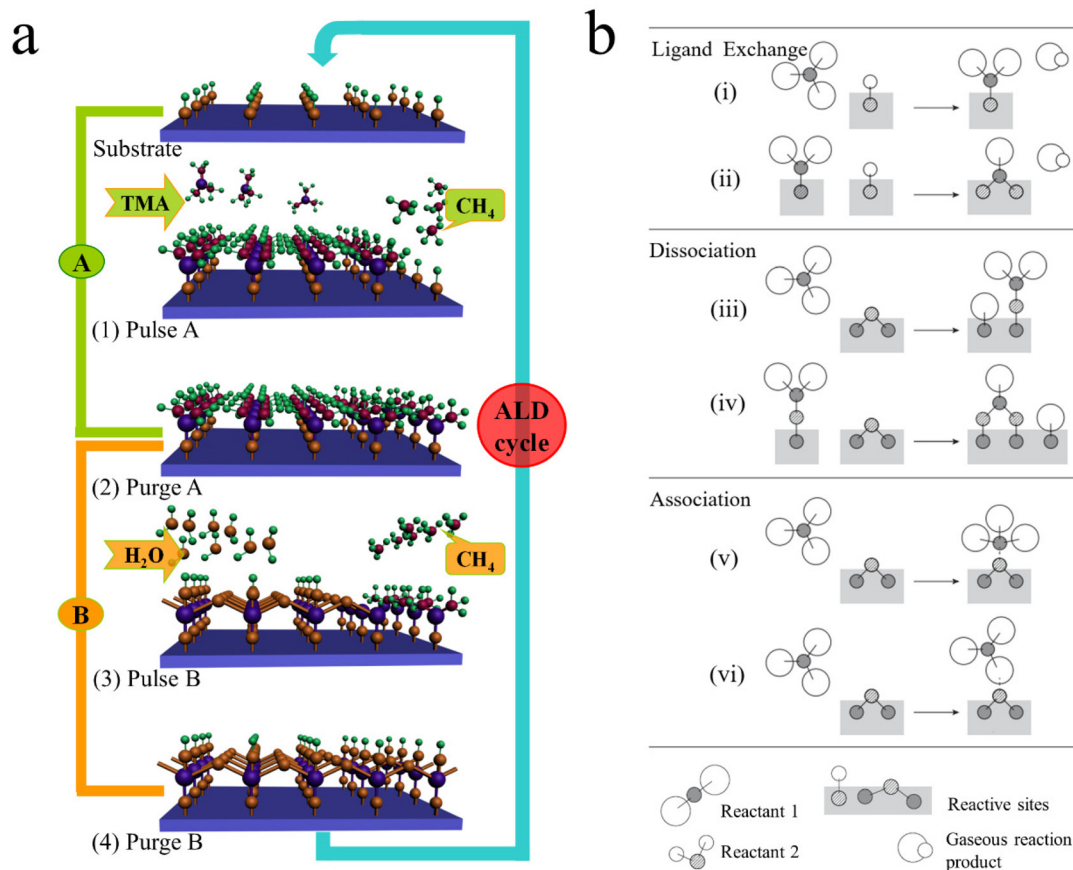 a
Substrate
TMA
CH₄
A
(1) Pulse A
ALD
cycle
(2) Purge A
H₂O
CH₄
B
(3) Pulse B
(4) Purge B
b
Ligand Exchange
(i)
(ii)
Dissociation
(iii)
(iv)
Association
(v)
(vi)
Reactant 1
Reactive sites
Reactant 2
Gaseous reaction
product